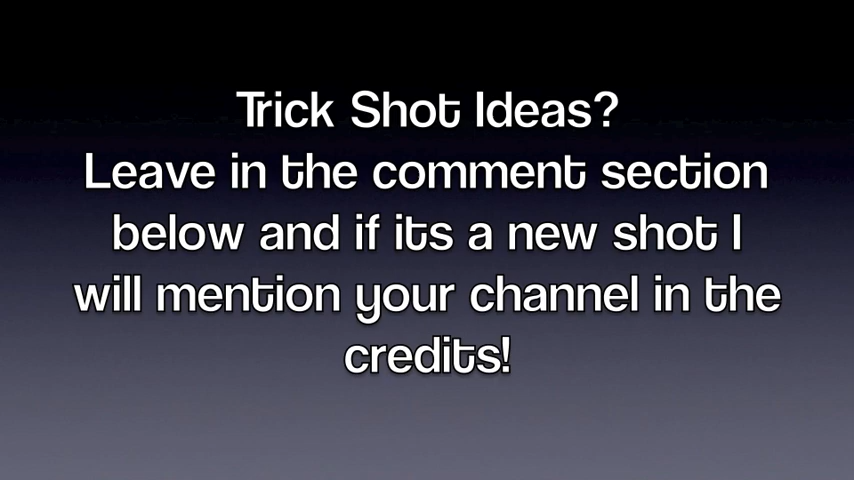 Trick Shot Ideas?
Leave in the comment section
below and if its a new shot I
will mention your channel in the
credits!